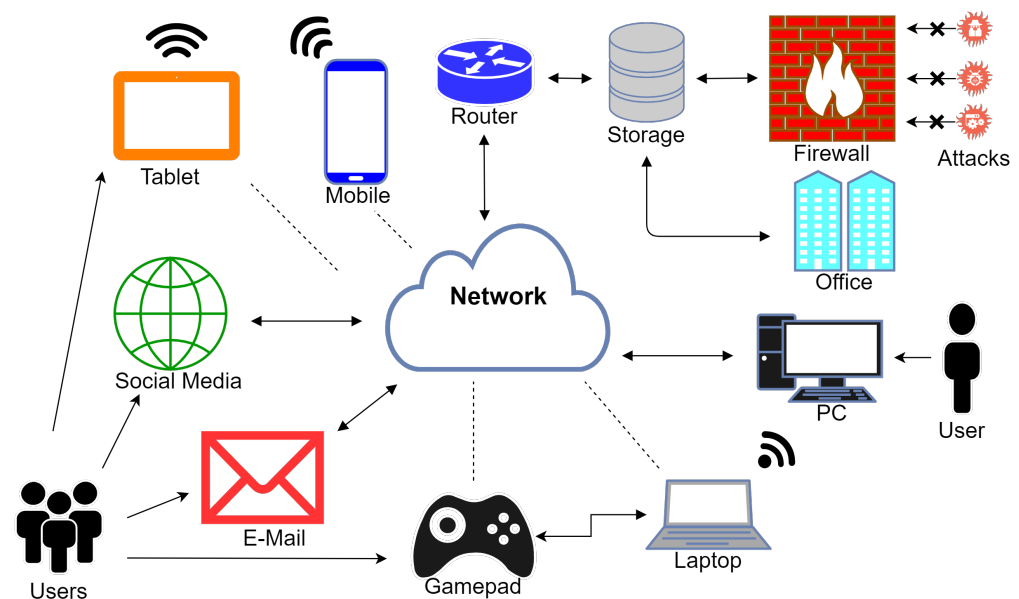 Router
Storage
Firewall
Attacks
Tablet
Mobile
Office
Network
Social Media
PC
User
E-Mail
Laptop
Gamepad
Users